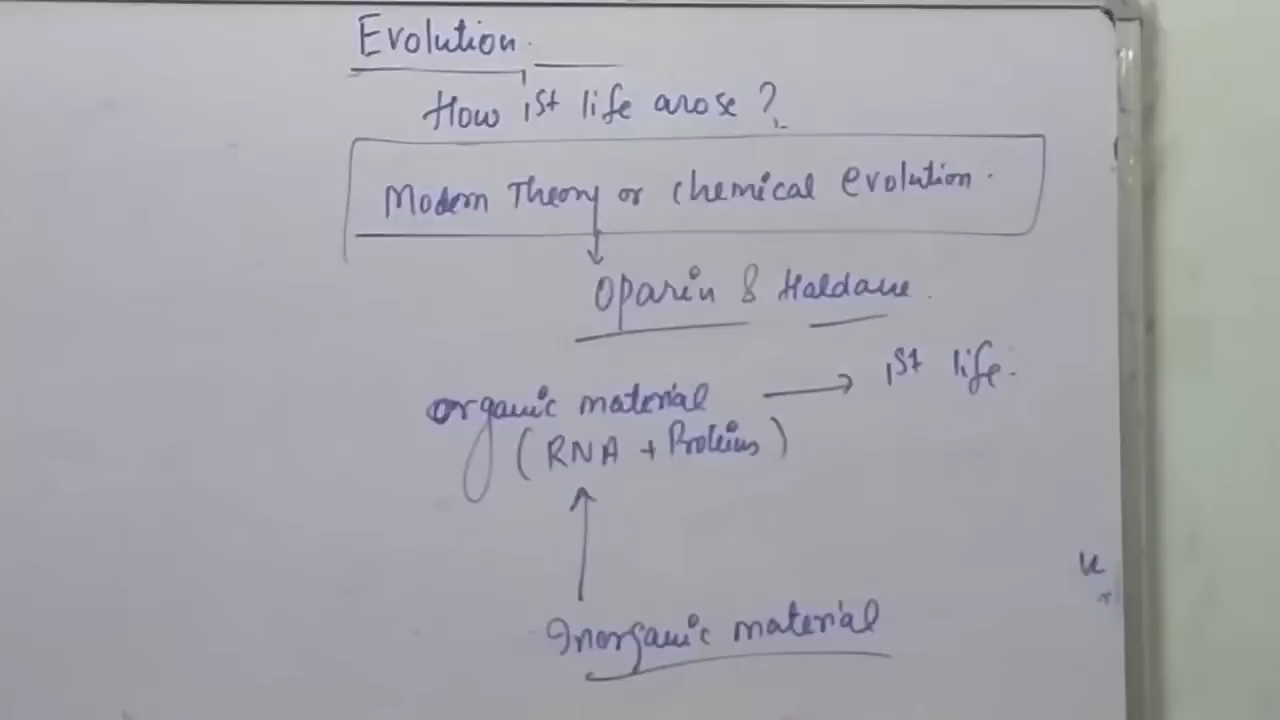 Evolution.
How 1st life arose ?
Modern Theory or chemical evolution.
Oparin & Haldane.
organic material → 1st life.
(RNA + Proteins)
Inorganic material